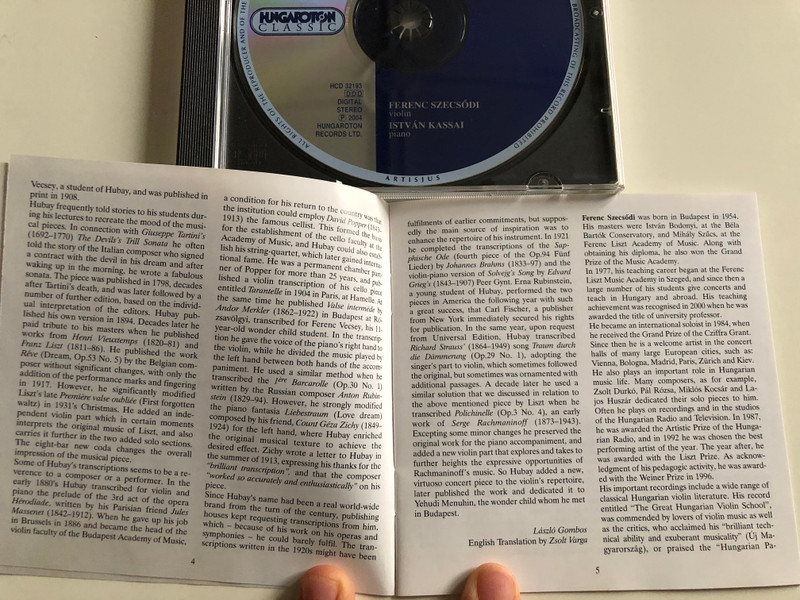 HUNGAROTON
CLASSIC
ALL RIGHTS OF THE REPRODUCER AND OF THE
BROADCASTING OF THIS RECORD PROHIBITED
HCD 32193
DDD
DIGITAL
STEREO
℗ 2004
HUNGAROTON
RECORDS LTD.
FERENC SZECSŐDI
violin
ISTVÁN KASSAI
piano
ARTISJUS
Vecsey, a student of Hubay, and was published in
print in 1908.
Hubay frequently told stories to his students dur-
ing his lectures to recreate the mood of the musi-
cal pieces. In connection with Giuseppe Tartini's
(1692–1770) The Devil's Trill Sonata he often
told the story of the Italian composer who signed
a contract with the devil in his dream and after
waking up in the morning, he wrote a fabulous
sonata. The piece was published in 1798, decades
after Tartini's death, and was later followed by a
number of further edition, based on the individ-
ual interpretation of the editors. Hubay pub-
lished his own version in 1894. Decades later he
paid tribute to his masters when he published
works from Henri Vieuxtemps (1820–81) and
Franz Liszt (1811–86). He published the work
Rêve (Dream, Op.53 No. 5) by the Belgian com-
poser without significant changes, with only the
addition of the performance marks and fingering
in 1917. However, he significantly modified
Liszt's late Première valse oubliée (First forgotten
waltz) in 1931's Christmas. He added an inde-
pendent violin part which in certain moments
interprets the original music of Liszt, and also
carries it further in the two added solo sections.
The eight-bar new coda changes the overall
impression of the musical piece.
Some of Hubay's transcriptions seems to be a re-
verence to a composer or a performer. In the
early 1880's Hubay transcribed for violin and
piano the prelude of the 3rd act of the opera
Hérodiade, written by his Parisian friend Jules
Massenet (1842–1912). When he gave up his job
in Brussels in 1886 and became the head of the
violin faculty of the Budapest Academy of Music,
a condition for his return to the country was that
the institution could employ David Popper (1843–
1913) the famous cellist. This formed the basis
for the establishment of the cello faculty at the
Academy of Music, and Hubay could also estab-
lish his string-quartet, which later gained interna-
tional fame. He was a permanent chamber part-
ner of Popper for more than 25 years, and pub-
lished a violin transcription of his cello piece
entitled Tarantelle in 1904 in Paris, at Hamelle. At
the same time he published Valse intermède by
Andor Merkler (1862–1922) in Budapest at Ró-
zsavölgyi, transcribed for Ferenc Vecsey, his 11-
year-old wonder child student. In the transcrip-
tion he gave the voice of the piano's right hand to
the violin, while he divided the music played by
the left hand between both hands of the accom-
paniment. He used a similar method when he
transcribed the 1ère Barcarolle (Op.30 No. 1)
written by the Russian composer Anton Rubin-
stein (1829–94). However, he strongly modified
the piano fantasia Liebestraum (Love dream)
composed by his friend, Count Géza Zichy (1849-
1924) for the left hand, where Hubay enriched
the original musical texture to achieve the
desired effect. Zichy wrote a letter to Hubay in
the summer of 1913, expressing his thanks for the
"brilliant transcription", and that the composer
"worked so accurately and enthusiastically" on his
piece.
Since Hubay's name had been a real world-wide
brand from the turn of the century, publishing
houses kept requesting transcriptions from him,
which – because of his work on his operas and
symphonies – he could barely fulfil. The tran-
scriptions written in the 1920s might have been
4
fulfilments of earlier commitments, but suppos-
edly the main source of inspiration was to
enhance the repertoire of his instrument. In 1921
he completed the transcriptions of the Sap-
phische Ode (fourth piece of the Op.94 Fünf
Lieder) by Johannes Brahms (1833–97) and the
violin-piano version of Solveig's Song by Edvard
Grieg's (1843–1907) Peer Gynt. Erna Rubinstein,
a young student of Hubay, performed the two
pieces in America the following year with such
a great success, that Carl Fischer, a publisher
from New York immediately secured his rights
for publication. In the same year, upon request
from Universal Edition, Hubay transcribed
Richard Strauss' (1864–1949) song Traum durch
die Dämmerung (Op.29 No. 1), adopting the
singer's part to violin, which sometimes followed
the original, but sometimes was ornamented with
additional passages. A decade later he used a
similar solution that we discussed in relation to
the above mentioned piece by Liszt when he
transcribed Polichinelle (Op.3 No. 4), an early
work of Serge Rachmaninoff (1873–1943).
Excepting some minor changes he preserved the
original work for the piano accompaniment, and
added a new violin part that explores and takes to
further heights the expressive opportunities of
Rachmaninoff's music. So Hubay added a new,
virtuoso concert piece to the violin's repertoire,
later published the work and dedicated it to
Yehudi Menuhin, the wonder child whom he met
in Budapest.
László Gombos
English Translation by Zsolt Varga
Ferenc Szecsődi was born in Budapest in 1954.
His masters were István Bodonyi, at the Béla
Bartók Conservatory, and Mihály Szűcs, at the
Ferenc Liszt Academy of Music. Along with
obtaining his diploma, he also won the Grand
Prize of the Music Academy.
In 1977, his teaching career began at the Ferenc
Liszt Music Academy in Szeged, and since then a
large number of his students give concerts and
teach in Hungary and abroad. His teaching
achievement was recognised in 2000 when he was
awarded the title of university professor.
He became an international soloist in 1984, when
he received the Grand Prize of the Cziffra Grant.
Since then he is a welcome artist in the concert
halls of many large European cities, such as:
Vienna, Bologna, Madrid, Paris, Zürich and Kiev.
He also plays an important role in Hungarian
music life. Many composers, as for example,
Zsolt Durkó, Pál Rózsa, Miklós Kocsár and La-
jos Huszár dedicated their solo pieces to him.
Often he plays on recordings and in the studios
of the Hungarian Radio and Television. In 1987,
he was awarded the Artistic Prize of the Hunga-
rian Radio, and in 1992 he was chosen the best
performing artist of the year. The year after, he
was awarded with the Liszt Prize. As acknow-
ledgment of his pedagogic activity, he was award-
ed with the Weiner Prize in 1996.
His important recordings include a wide range of
classical Hungarian violin literature. His record
entitled "The Great Hungarian Violin School",
was commended by lovers of violin music as well
as the critics, who acclaimed his "brilliant tech-
nical ability and exuberant musicality" (Új Ma-
gyarország), or praised the "Hungarian Pa-
5